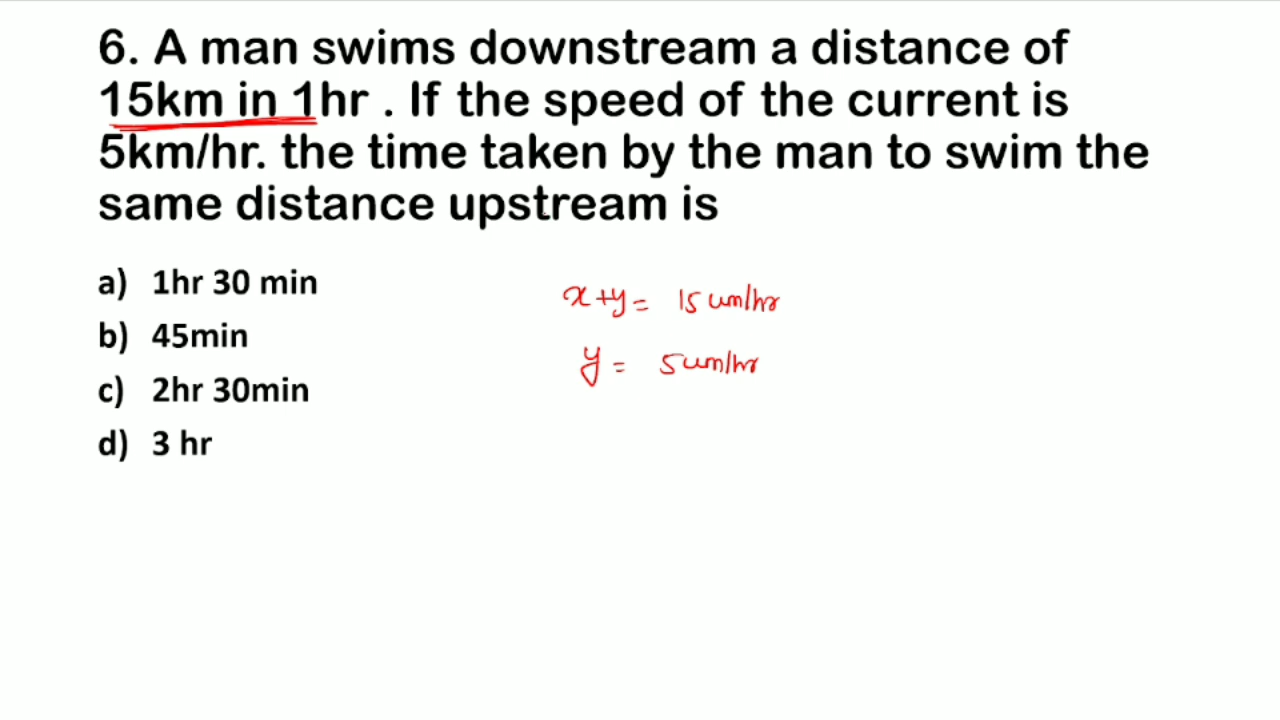 6. A man swims downstream a distance of
15km in 1hr . If the speed of the current is
5km/hr. the time taken by the man to swim the
same distance upstream is
a) 1hr 30 min
b) 45min
c) 2hr 30min
d) 3 hr
x+y = 15 km/hr
y = 5 km/hr